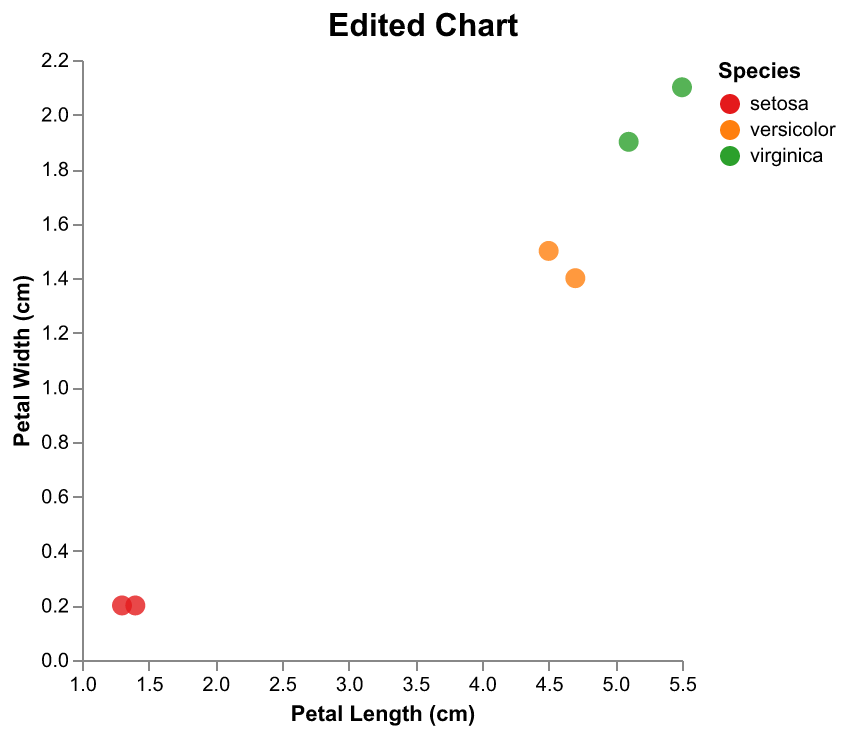 Edited Chart
2.2
2.0
1.8
1.6
1.4
1.2
1.0
0.8
0.6
0.4
0.2
0.0
Petal Width (cm)
1.0 1.5 2.0 2.5 3.0 3.5 4.0 4.5 5.0 5.5
Petal Length (cm)
Species
setosa
versicolor
virginica